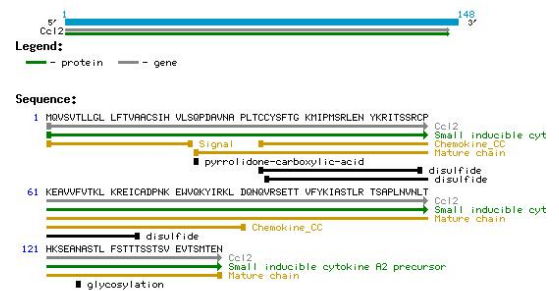 1 148
5' 3'
Ccl2
Legend:
- protein - gene
Sequence:
1 MQVSVTLLGL LFTVAACSIH VLSQPDAVNA PLTCCYSFTG KMIPMSRLEN YKRITSSRCP
Ccl2
Small inducible cyt
Signal Chemokine_CC
Mature chain
pyrrolidone-carboxylic-acid disulfide
disulfide
61 KEAVVFVTKL KREICADPNK EWVQKYIRKL DQNQVRSETT VFYKIASTLR TSAPLNVNLT
Ccl2
Small inducible cyt
Mature chain
Chemokine_CC
disulfide
121 HKSEANASTL FSTTTSSTSV EVTSMTEN
Ccl2
Small inducible cytokine A2 precursor
Mature chain
glycosylation